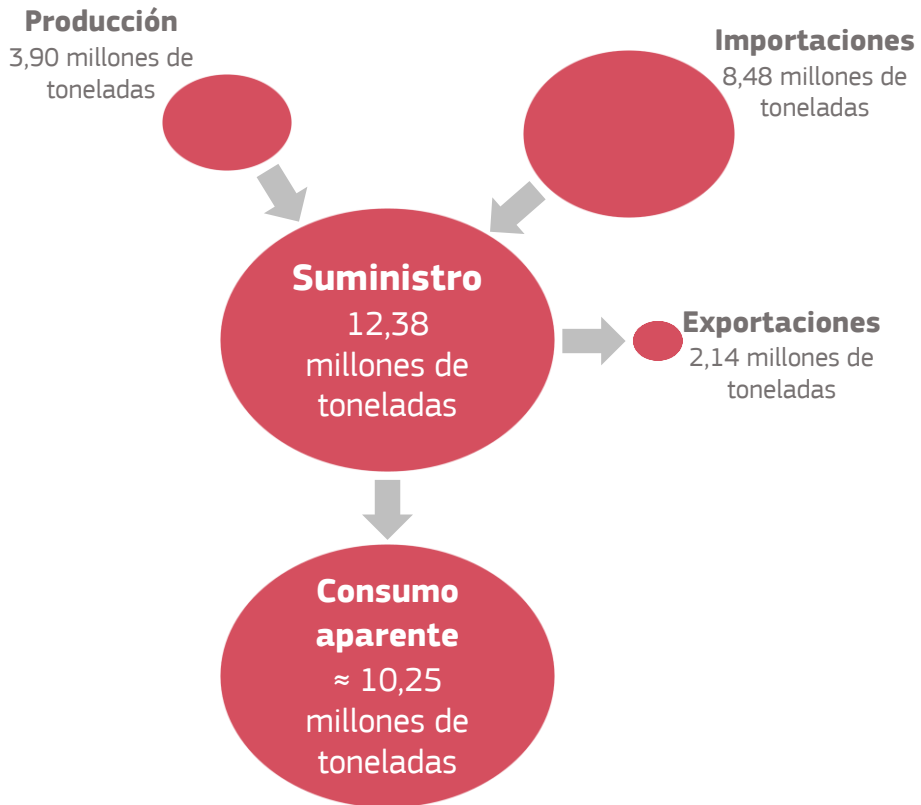 Producción
3,90 millones de
toneladas
Importaciones
8,48 millones de
toneladas
Suministro
12,38
millones de
toneladas
Exportaciones
2,14 millones de
toneladas
Consumo
aparente
≈ 10,25
millones de
toneladas